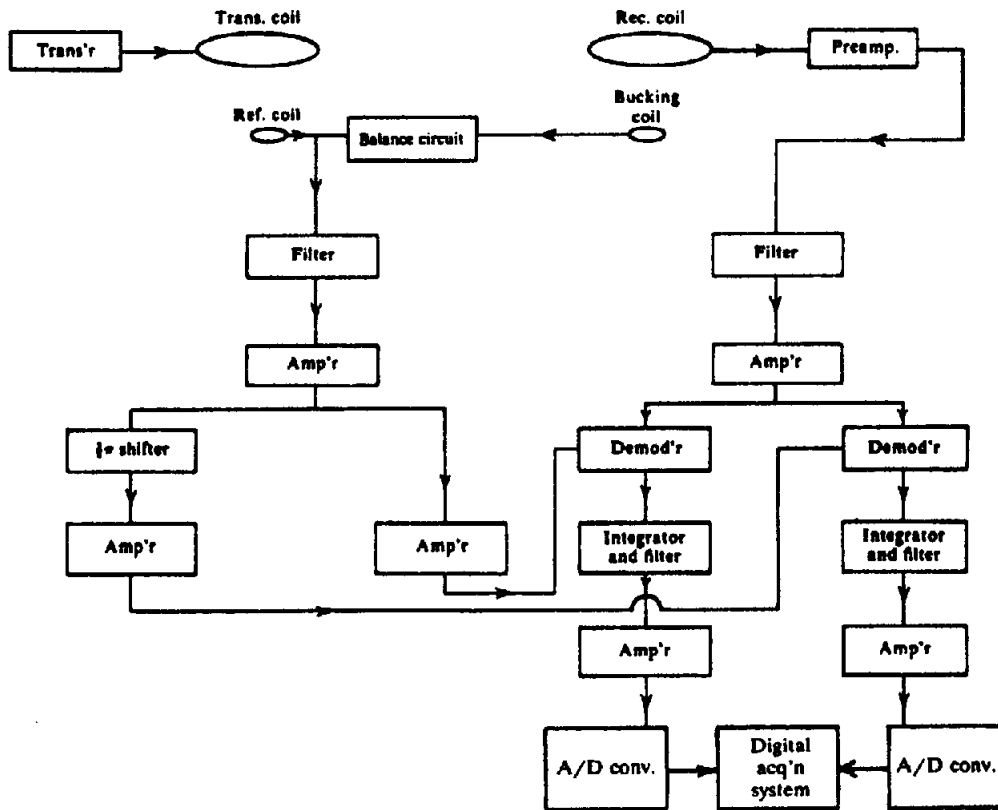 Trans. coil
Rec. coil
Trans'r
Preamp.
Ref. coil
Bucking
coil
Balance circuit
Filter
Filter
Amp'r
Amp'r
shifter
Demod'r
Demod'r
Amp'r
Amp'r
Integrator
and filter
Integrator
and filter
Amp'r
Amp'r
A/D conv.
Digital
acq'n
system
A/D conv.